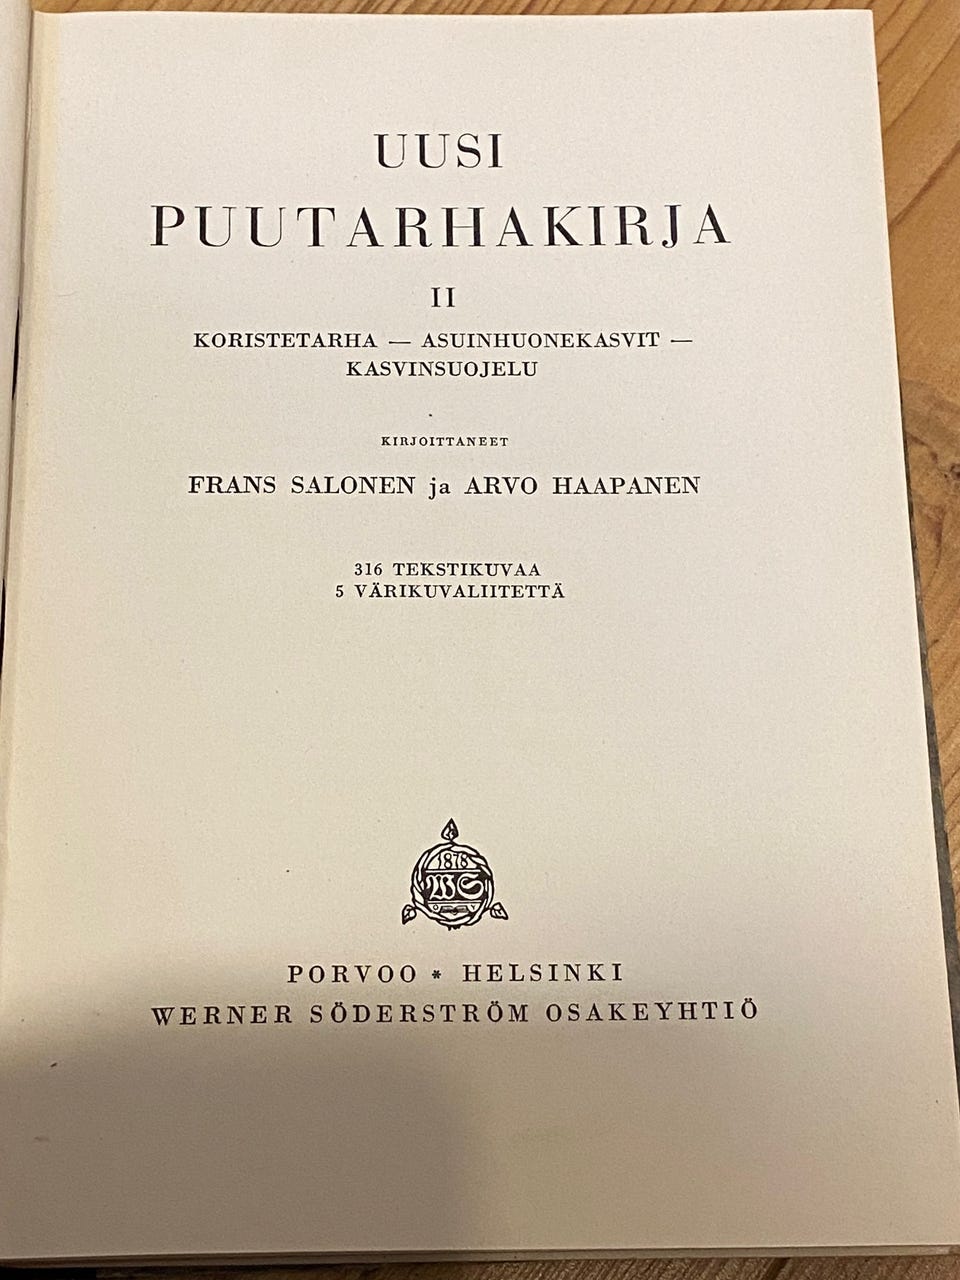 UUSI
PUUTARHAKIRJA
II
KORISTETARHA — ASUINHUONEKASVIT —
KASVINSUOJELU
KIRJOITTANEET
FRANS SALONEN ja ARVO HAAPANEN
316 TEKSTIKUVAA
5 VÄRIKUVALIITETTÄ
1878
WS
OY
PORVOO * HELSINKI
WERNER SÖDERSTRÖM OSAKEYHTIÖ